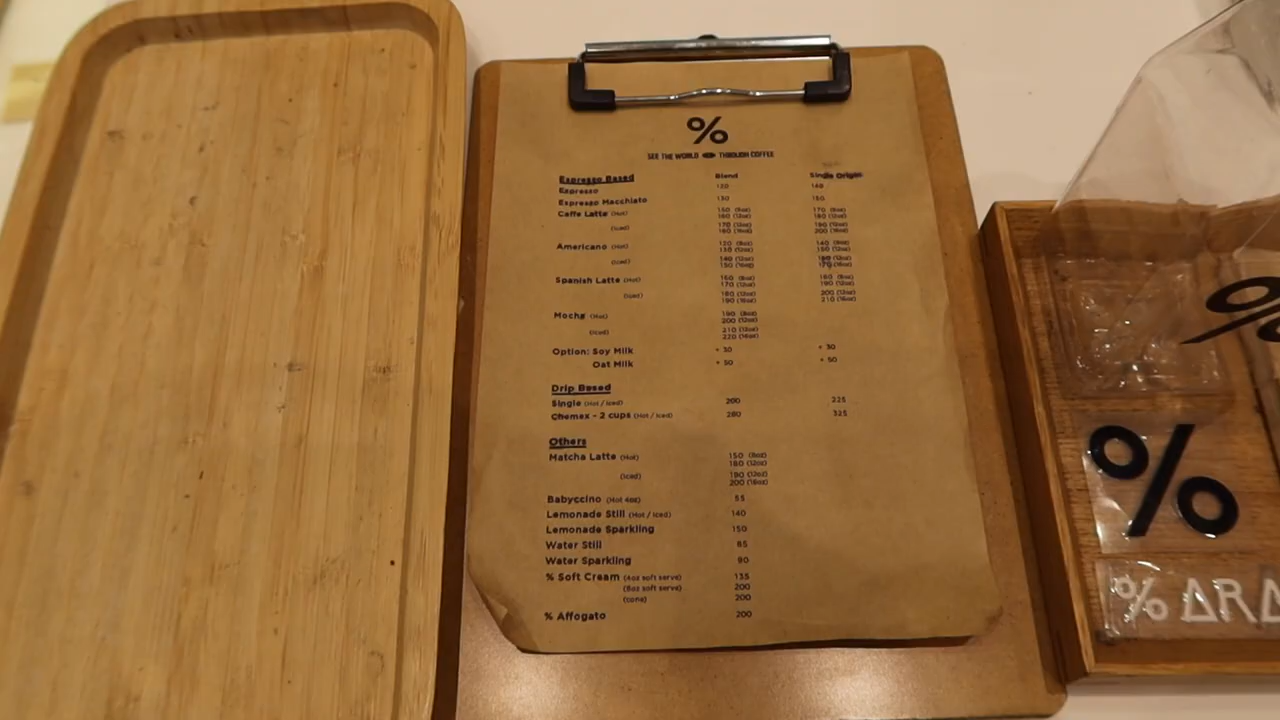 %
SEE THE WORLD THROUGH COFFEE
Espresso Based Blend Single Origin
Espresso 120 140
Espresso Macchiato 130 150
Caffe Latte (Hot) 150 (8oz) 170 (8oz)
160 (12oz) 180 (12oz)
(Iced) 170 (12oz) 190 (12oz)
180 (16oz) 200 (16oz)
Americano (Hot) 120 (8oz) 140 (8oz)
130 (12oz) 150 (12oz)
(Iced) 140 (12oz) 160 (12oz)
150 (16oz) 170 (16oz)
Spanish Latte (Hot) 160 (8oz) 180 (8oz)
170 (12oz) 190 (12oz)
(Iced) 180 (12oz) 200 (12oz)
190 (16oz) 210 (16oz)
Mocha (Hot) 190 (8oz)
200 (12oz)
(Iced) 210 (12oz)
220 (16oz)
Option: Soy Milk + 30 + 30
Oat Milk + 50 + 50
Drip Based
Single (Hot / Iced) 200 225
Chemex - 2 cups (Hot / Iced) 280 325
Others
Matcha Latte (Hot) 150 (8oz)
180 (12oz)
(Iced) 190 (12oz)
200 (16oz)
Babyccino (Hot 4oz) 55
Lemonade Still (Hot / Iced) 140
Lemonade Sparkling 150
Water Still 85
Water Sparkling 90
% Soft Cream (4oz soft serve) 135
(8oz soft serve) 200
(cone) 200
% Affogato 200
%
%
% ΔRΔ